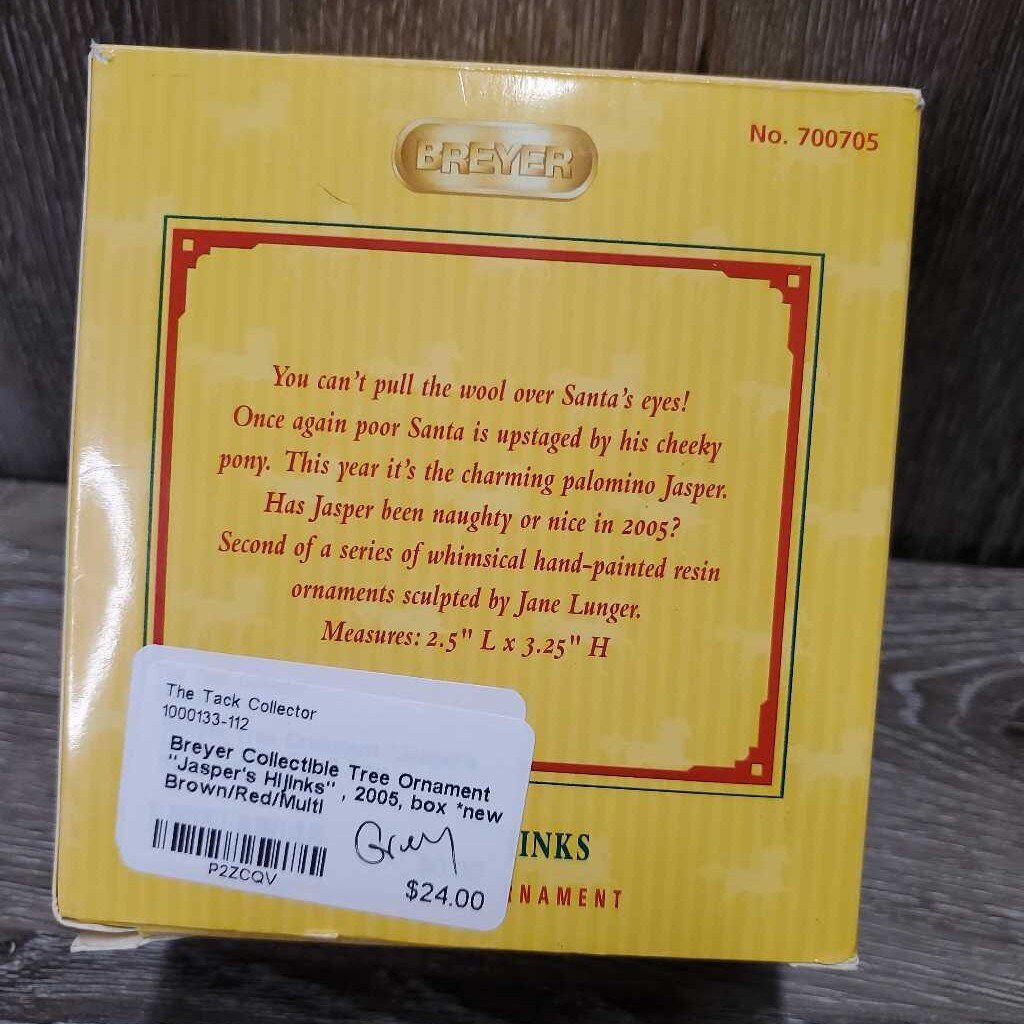 BREYER
No. 700705
You can't pull the wool over Santa's eyes!
Once again poor Santa is upstaged by his cheeky
pony. This year it's the charming palomino Jasper.
Has Jasper been naughty or nice in 2005?
Second of a series of whimsical hand-painted resin
ornaments sculpted by Jane Lunger.
Measures: 2.5" L x 3.25" H
The Tack Collector
1000133-112
Breyer Collectible Tree Ornament
"Jasper's Hijinks" , 2005, box *new
Brown/Red/Multi
Grey
P2ZCQV
$24.00
INKS
NAMENT